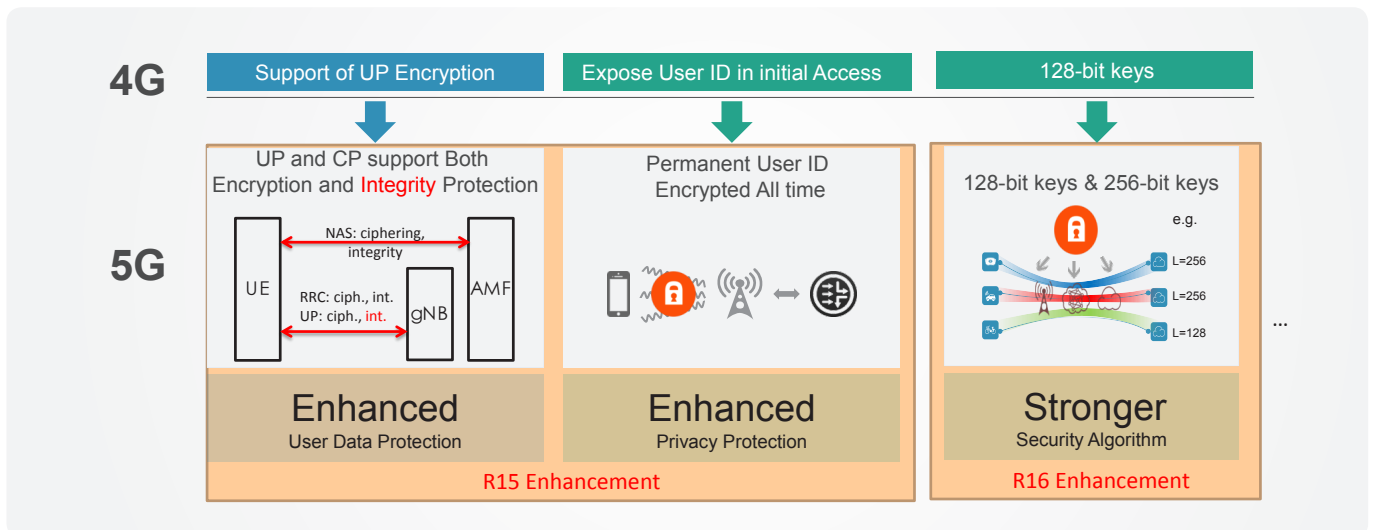 4G
Support of UP Encryption
Expose User ID in initial Access
128-bit keys
5G
UP and CP support Both
Encryption and Integrity Protection
NAS: ciphering,
integrity
UE
AMF
RRC: ciph., int.
UP: ciph., int.
gNB
Enhanced
User Data Protection
Permanent User ID
Encrypted All time
Enhanced
Privacy Protection
R15 Enhancement
128-bit keys & 256-bit keys
e.g.
L=256
L=256
L=128
Stronger
Security Algorithm
R16 Enhancement
...